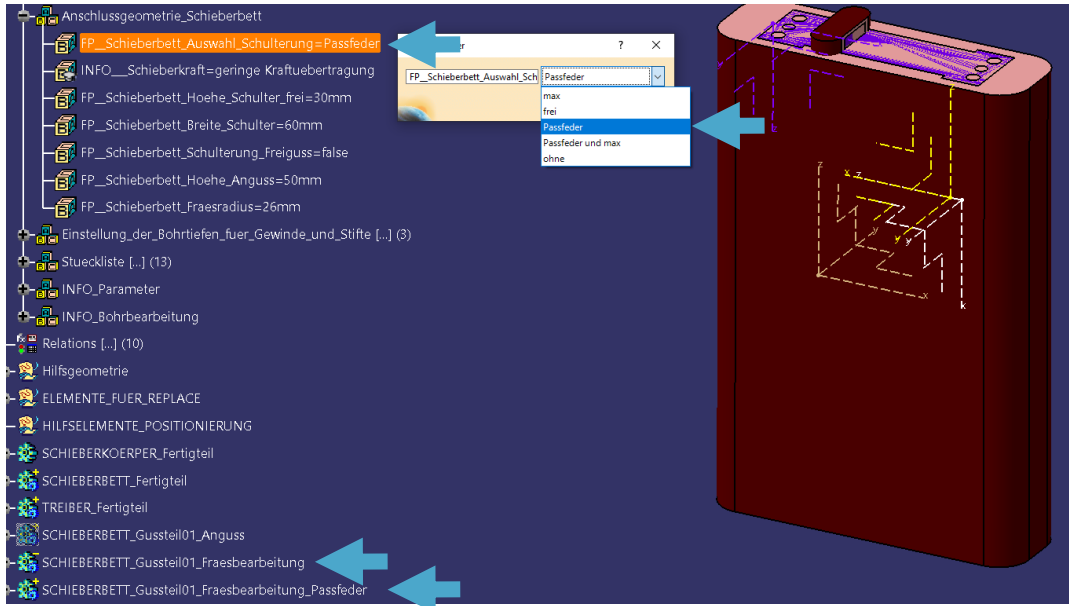 Anschlussgeometrie_Schieberbett
FP__Schieberbett_Auswahl_Schulterung=Passfeder
INFO___Schieberkraft=geringe Kraftuebertragung
FP__Schieberbett_Hoehe_Schulter_frei=30mm
FP__Schieberbett_Breite_Schulter=60mm
FP__Schieberbett_Schulterung_Freiguss=false
FP__Schieberbett_Hoehe_Anguss=50mm
FP__Schieberbett_Fraesradius=26mm
Einstellung_der_Bohrtiefen_fuer_Gewinde_und_Stifte [...] (3)
Stueckliste [...] (13)
INFO_Parameter
INFO_Bohrbearbeitung
Relations [...] (10)
Hilfsgeometrie
ELEMENTE_FUER_REPLACE
HILFSELEMENTE_POSITIONIERUNG
SCHIEBERKOERPER_Fertigteil
SCHIEBERBETT_Fertigteil
TREIBER_Fertigteil
SCHIEBERBETT_Gussteil01_Anguss
SCHIEBERBETT_Gussteil01_Fraesbearbeitung
SCHIEBERBETT_Gussteil01_Fraesbearbeitung_Passfeder
? ×
FP__Schieberbett_Auswahl_Sch Passfeder
max
frei
Passfeder
Passfeder und max
ohne
z
x z
y y
x
x